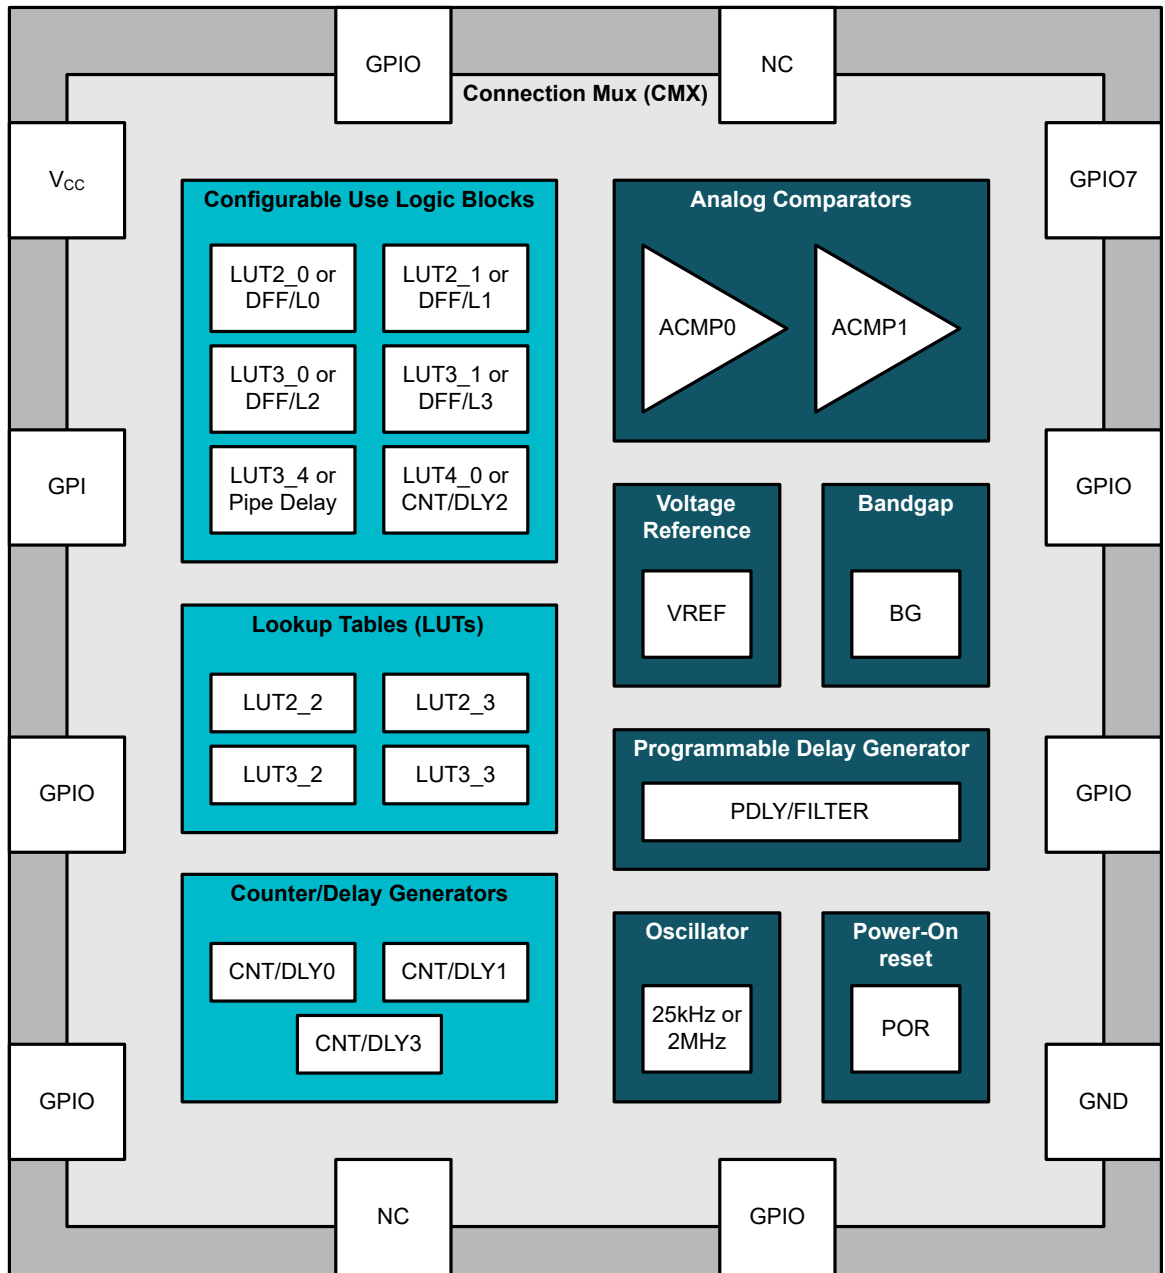 GPIO
NC
Connection Mux (CMX)
VCC
GPIO7
Configurable Use Logic Blocks
LUT2_0 or
DFF/L0
LUT2_1 or
DFF/L1
LUT3_0 or
DFF/L2
LUT3_1 or
DFF/L3
LUT3_4 or
Pipe Delay
LUT4_0 or
CNT/DLY2
Analog Comparators
ACMP0
ACMP1
GPI
GPIO
Voltage
Reference
VREF
Bandgap
BG
Lookup Tables (LUTs)
LUT2_2
LUT2_3
LUT3_2
LUT3_3
Programmable Delay Generator
PDLY/FILTER
GPIO
GPIO
Counter/Delay Generators
CNT/DLY0
CNT/DLY1
CNT/DLY3
Oscillator
25kHz or
2MHz
Power-On
reset
POR
GPIO
GND
NC
GPIO